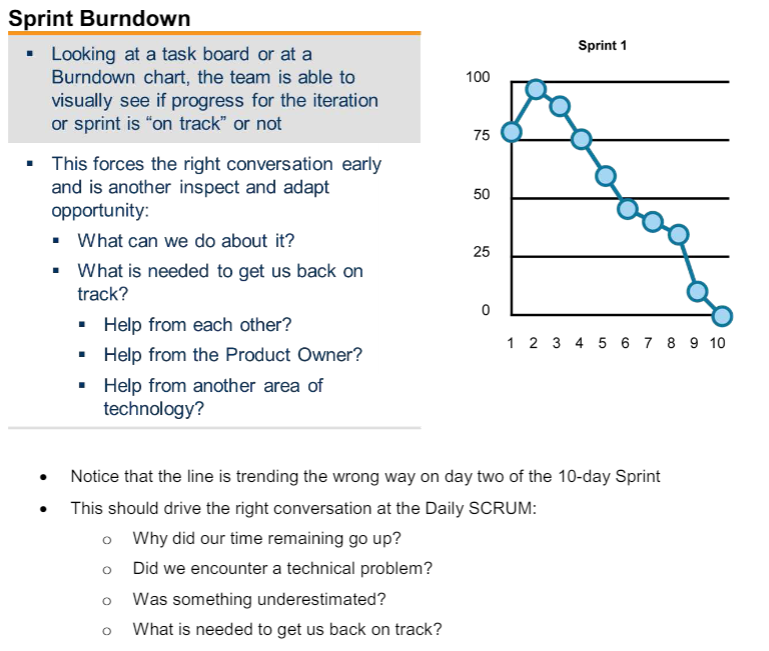 Sprint Burndown
▪ Looking at a task board or at a
Burndown chart, the team is able to
visually see if progress for the iteration
or sprint is “on track” or not
▪ This forces the right conversation early
and is another inspect and adapt
opportunity:
▪ What can we do about it?
▪ What is needed to get us back on
track?
▪ Help from each other?
▪ Help from the Product Owner?
▪ Help from another area of
technology?
Sprint 1
100
75
50
25
0
1 2 3 4 5 6 7 8 9 10
• Notice that the line is trending the wrong way on day two of the 10-day Sprint
• This should drive the right conversation at the Daily SCRUM:
o Why did our time remaining go up?
o Did we encounter a technical problem?
o Was something underestimated?
o What is needed to get us back on track?